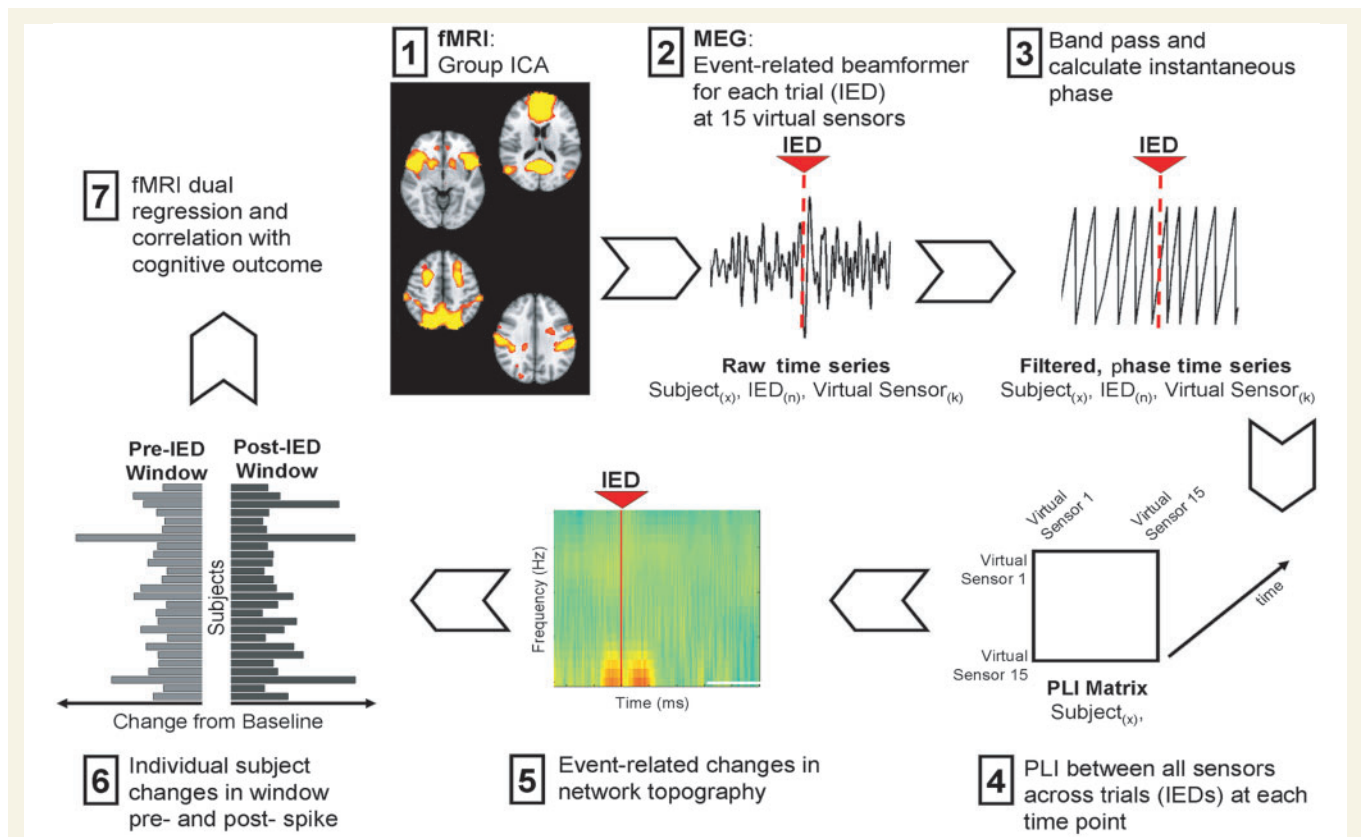 1 fMRI:
Group ICA
2 MEG:
Event-related beamformer
for each trial (IED)
at 15 virtual sensors
IED
Raw time series
Subject(x), IED(n), Virtual Sensor(k)
3 Band pass and
calculate instantaneous
phase
IED
Filtered, phase time series
Subject(x), IED(n), Virtual Sensor(k)
Virtual
Sensor 1
Virtual
Sensor 15
Virtual
Sensor 1
Virtual
Sensor 15
time
PLI Matrix
Subject(x),
4 PLI between all sensors
across trials (IEDs) at each
time point
IED
Frequency (Hz)
Time (ms)
5 Event-related changes in
network topography
Pre-IED
Window
Post-IED
Window
Subjects
Change from Baseline
6 Individual subject
changes in window
pre- and post- spike
7 fMRI dual
regression and
correlation with
cognitive outcome